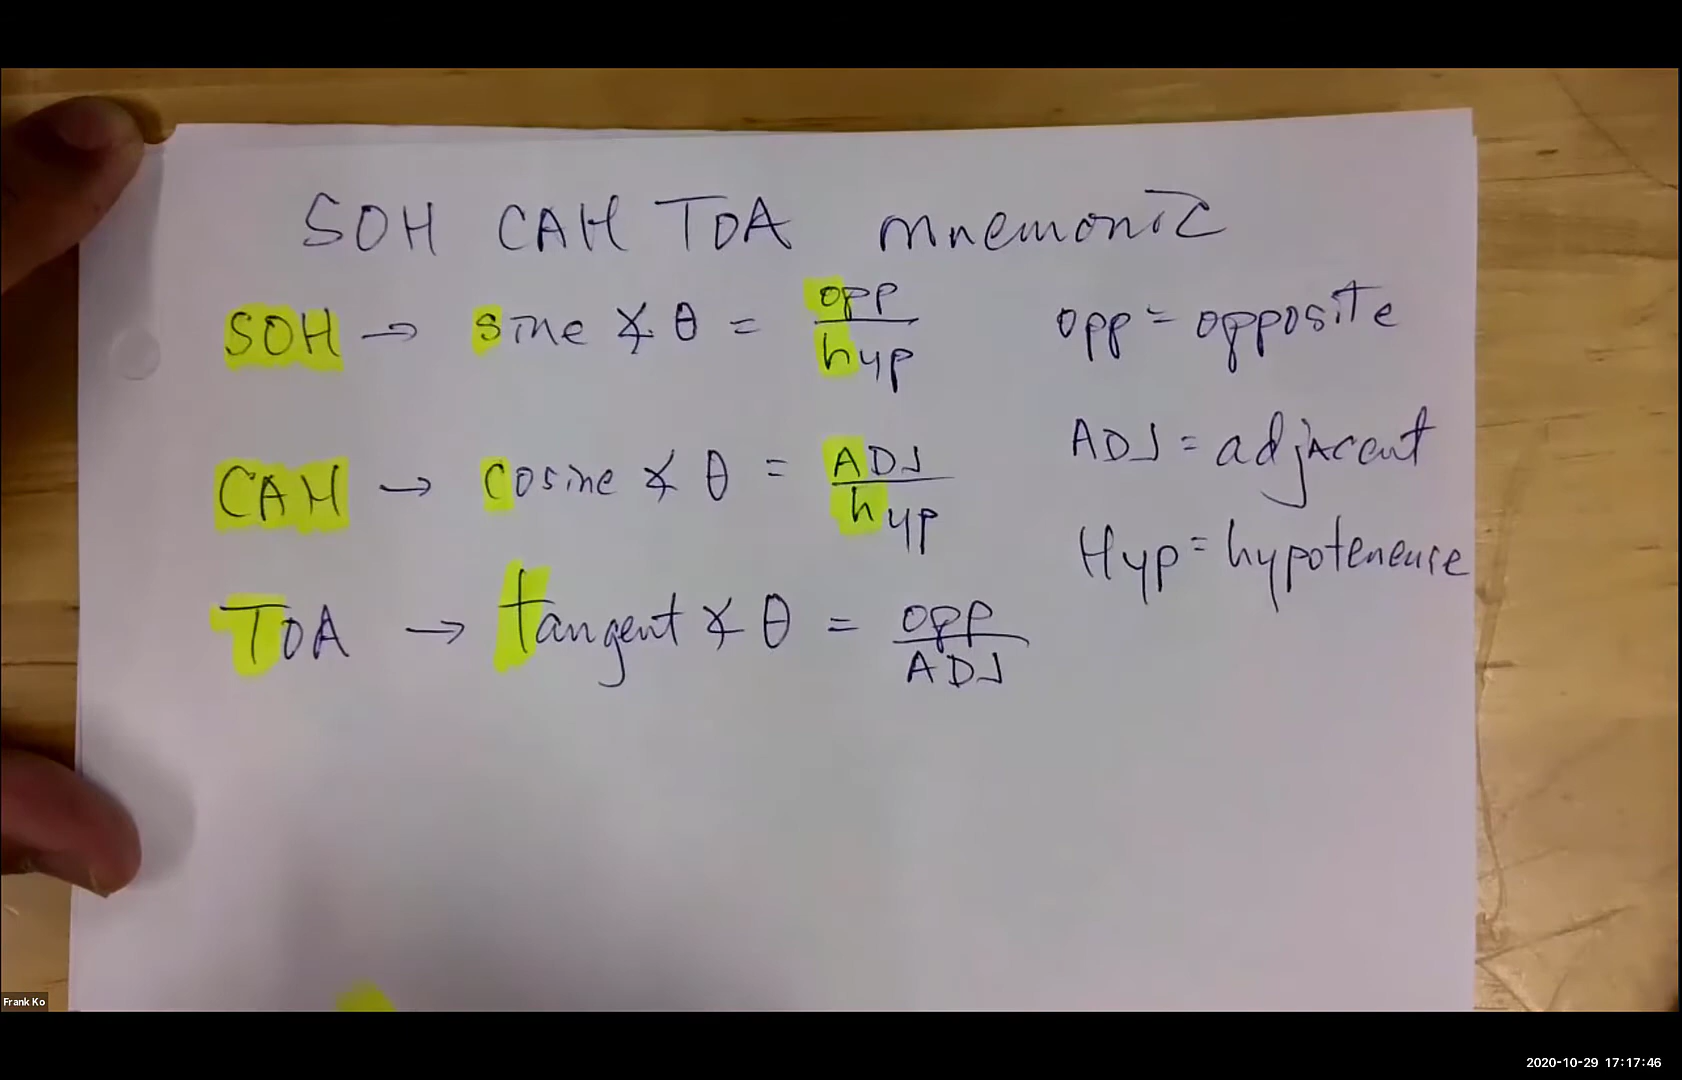 SOH CAH TOA mnemonic
SOH → sine ∡ θ = opp/hyp
opp = opposite
CAH → cosine ∡ θ = ADJ/hyp
ADJ = adjacent
Hyp = hypoteneuse
TOA → tangent ∡ θ = opp/ADJ
Frank Ko
2020-10-29 17:17:46